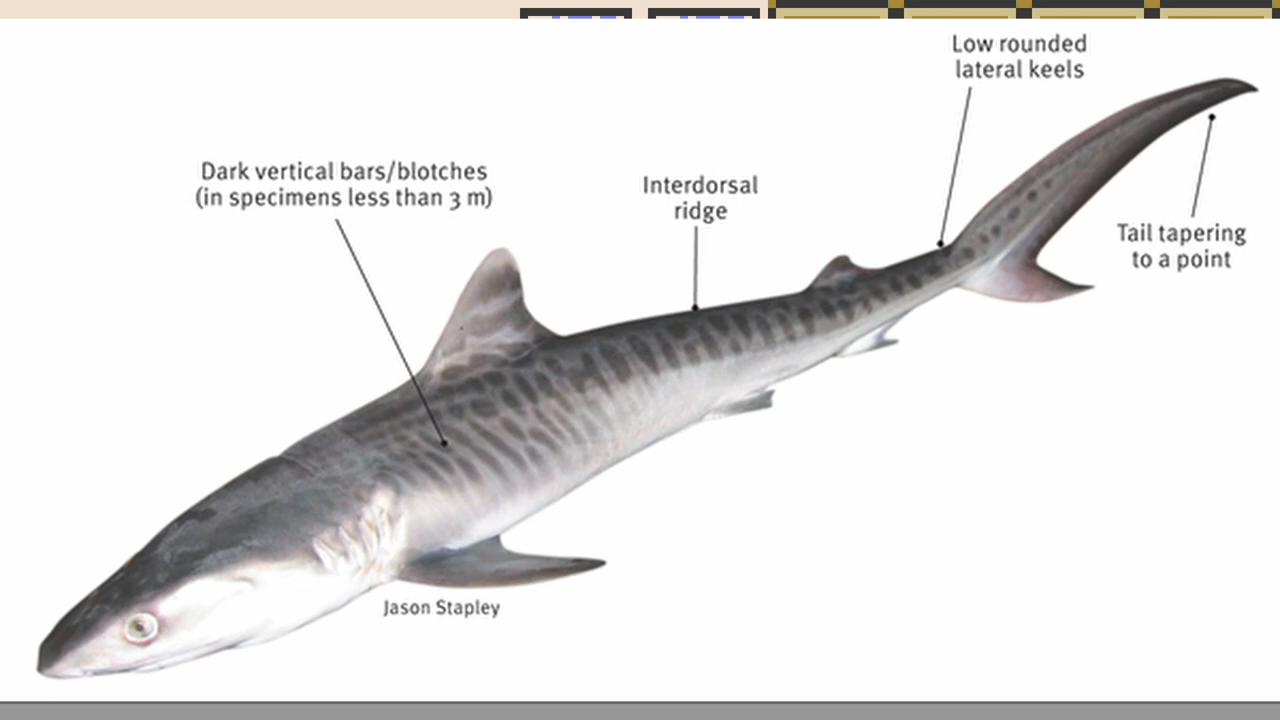 Low rounded
lateral keels
Dark vertical bars/blotches
(in specimens less than 3 m)
Interdorsal
ridge
Tail tapering
to a point
Jason Stapley